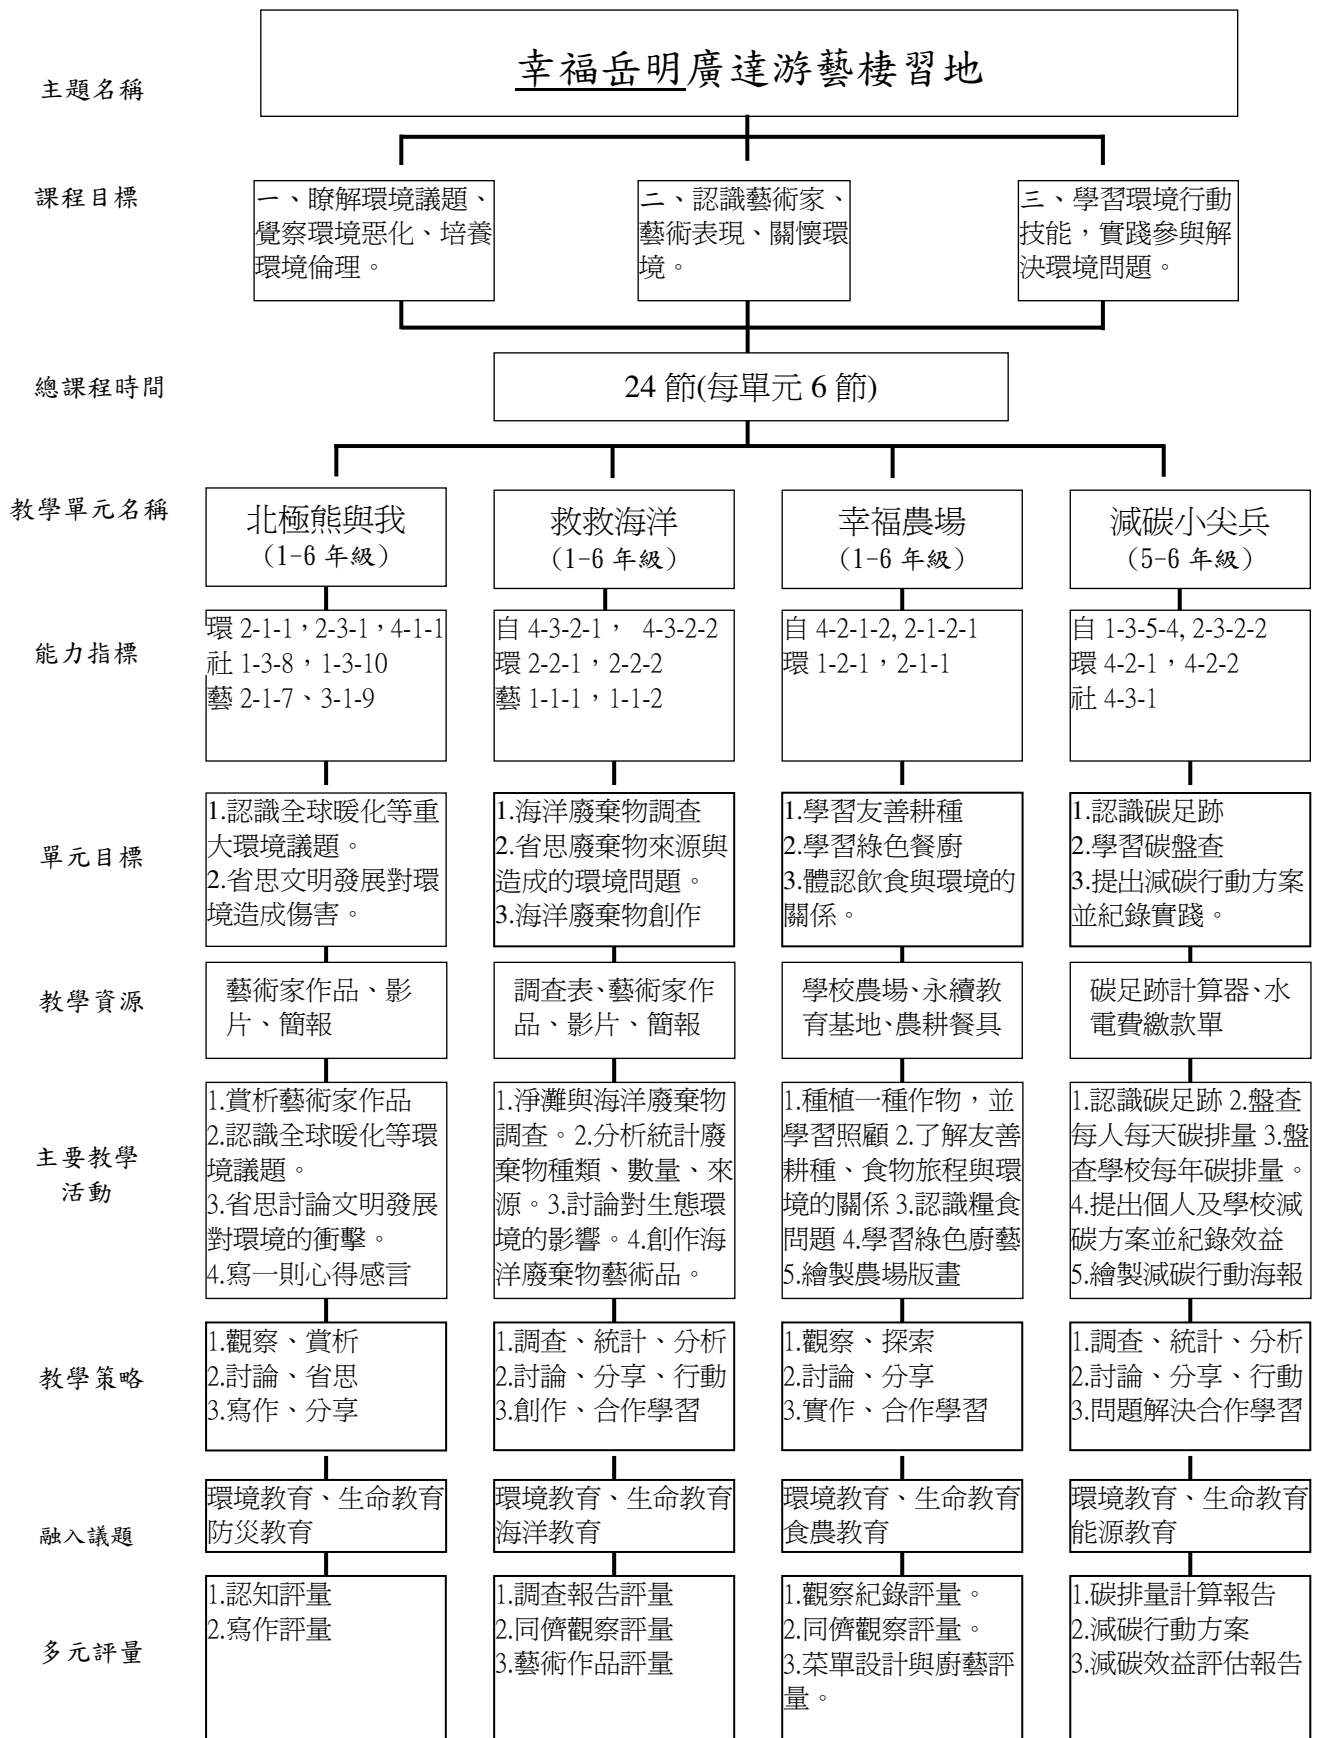 主題名稱
幸福岳明廣達游藝棲習地
課程目標
一、瞭解環境議題、
覺察環境惡化、培養
環境倫理。
二、認識藝術家、
藝術表現、關懷環
境。
三、學習環境行動
技能，實踐參與解
決環境問題。
總課程時間
24 節(每單元 6 節)
教學單元名稱
北極熊與我
（1-6 年級）
救救海洋
（1-6 年級）
幸福農場
（1-6 年級）
減碳小尖兵
（5-6 年級）
能力指標
環 2-1-1，2-3-1，4-1-1
社 1-3-8，1-3-10
藝 2-1-7、3-1-9
自 4-3-2-1， 4-3-2-2
環 2-2-1，2-2-2
藝 1-1-1，1-1-2
自 4-2-1-2, 2-1-2-1
環 1-2-1，2-1-1
自 1-3-5-4, 2-3-2-2
環 4-2-1，4-2-2
社 4-3-1
單元目標
1.認識全球暖化等重
大環境議題。
2.省思文明發展對環
境造成傷害。
1.海洋廢棄物調查
2.省思廢棄物來源與
造成的環境問題。
3.海洋廢棄物創作
1.學習友善耕種
2.學習綠色餐廚
3.體認飲食與環境的
關係。
1.認識碳足跡
2.學習碳盤查
3.提出減碳行動方案
並紀錄實踐。
教學資源
藝術家作品、影
片、簡報
調查表、藝術家作
品、影片、簡報
學校農場、永續教
育基地、農耕餐具
碳足跡計算器、水
電費繳款單
主要教學
活動
1.賞析藝術家作品
2.認識全球暖化等環
境議題。
3.省思討論文明發展
對環境的衝擊。
4.寫一則心得感言
1.淨灘與海洋廢棄物
調查。2.分析統計廢
棄物種類、數量、來
源。3.討論對生態環
境的影響。4.創作海
洋廢棄物藝術品。
1.種植一種作物，並
學習照顧 2.了解友善
耕種、食物旅程與環
境的關係 3.認識糧食
問題 4.學習綠色廚藝
5.繪製農場版畫
1.認識碳足跡 2.盤查
每人每天碳排量 3.盤
查學校每年碳排量。
4.提出個人及學校減
碳方案並紀錄效益
5.繪製減碳行動海報
教學策略
1.觀察、賞析
2.討論、省思
3.寫作、分享
1.調查、統計、分析
2.討論、分享、行動
3.創作、合作學習
1.觀察、探索
2.討論、分享
3.實作、合作學習
1.調查、統計、分析
2.討論、分享、行動
3.問題解決合作學習
融入議題
環境教育、生命教育
防災教育
環境教育、生命教育
海洋教育
環境教育、生命教育
食農教育
環境教育、生命教育
能源教育
多元評量
1.認知評量
2.寫作評量
1.調查報告評量
2.同儕觀察評量
3.藝術作品評量
1.觀察紀錄評量。
2.同儕觀察評量。
3.菜單設計與廚藝評
量。
1.碳排量計算報告
2.減碳行動方案
3.減碳效益評估報告